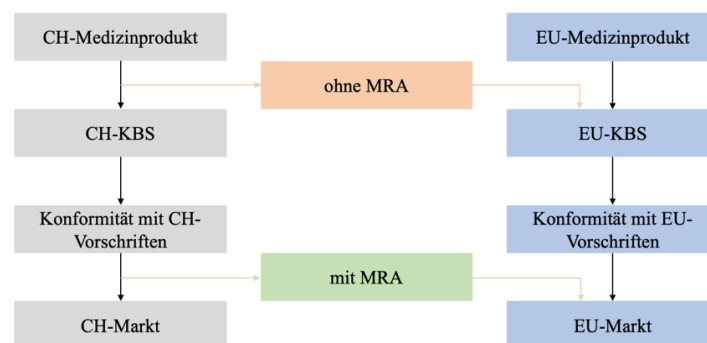 CH-Medizinprodukt
EU-Medizinprodukt
ohne MRA
CH-KBS
EU-KBS
Konformität mit CH-
Vorschriften
Konformität mit EU-
Vorschriften
mit MRA
CH-Markt
EU-Markt